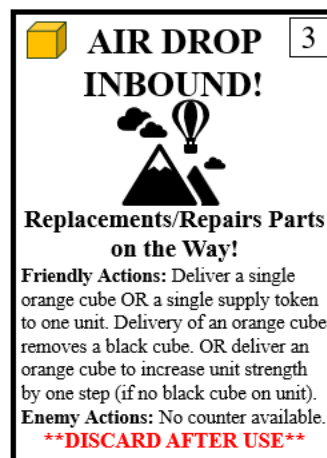 AIR DROP 3
INBOUND!
Replacements/Repairs Parts
on the Way!
Friendly Actions: Deliver a single
orange cube OR a single supply token
to one unit. Delivery of an orange cube
removes a black cube. OR deliver an
orange cube to increase unit strength
by one step (if no black cube on unit).
Enemy Actions: No counter available.
**DISCARD AFTER USE**